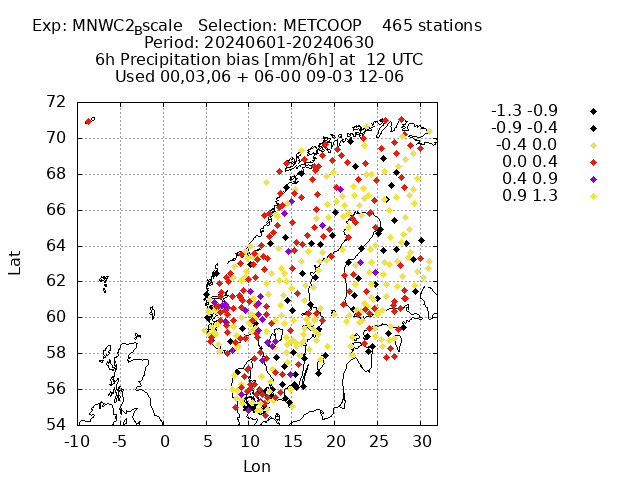 Exp: MNWC2Bscale   Selection: METCOOP    465 stations
Period: 20240601-20240630
6h Precipitation bias [mm/6h] at  12 UTC
Used 00,03,06 + 06-00 09-03 12-06
-1.3 -0.9
-0.9 -0.4
-0.4 0.0
0.0 0.4
0.4 0.9
0.9 1.3
72
70
68
66
64
62
60
58
56
54
Lat
-10 -5 0 5 10 15 20 25 30
Lon